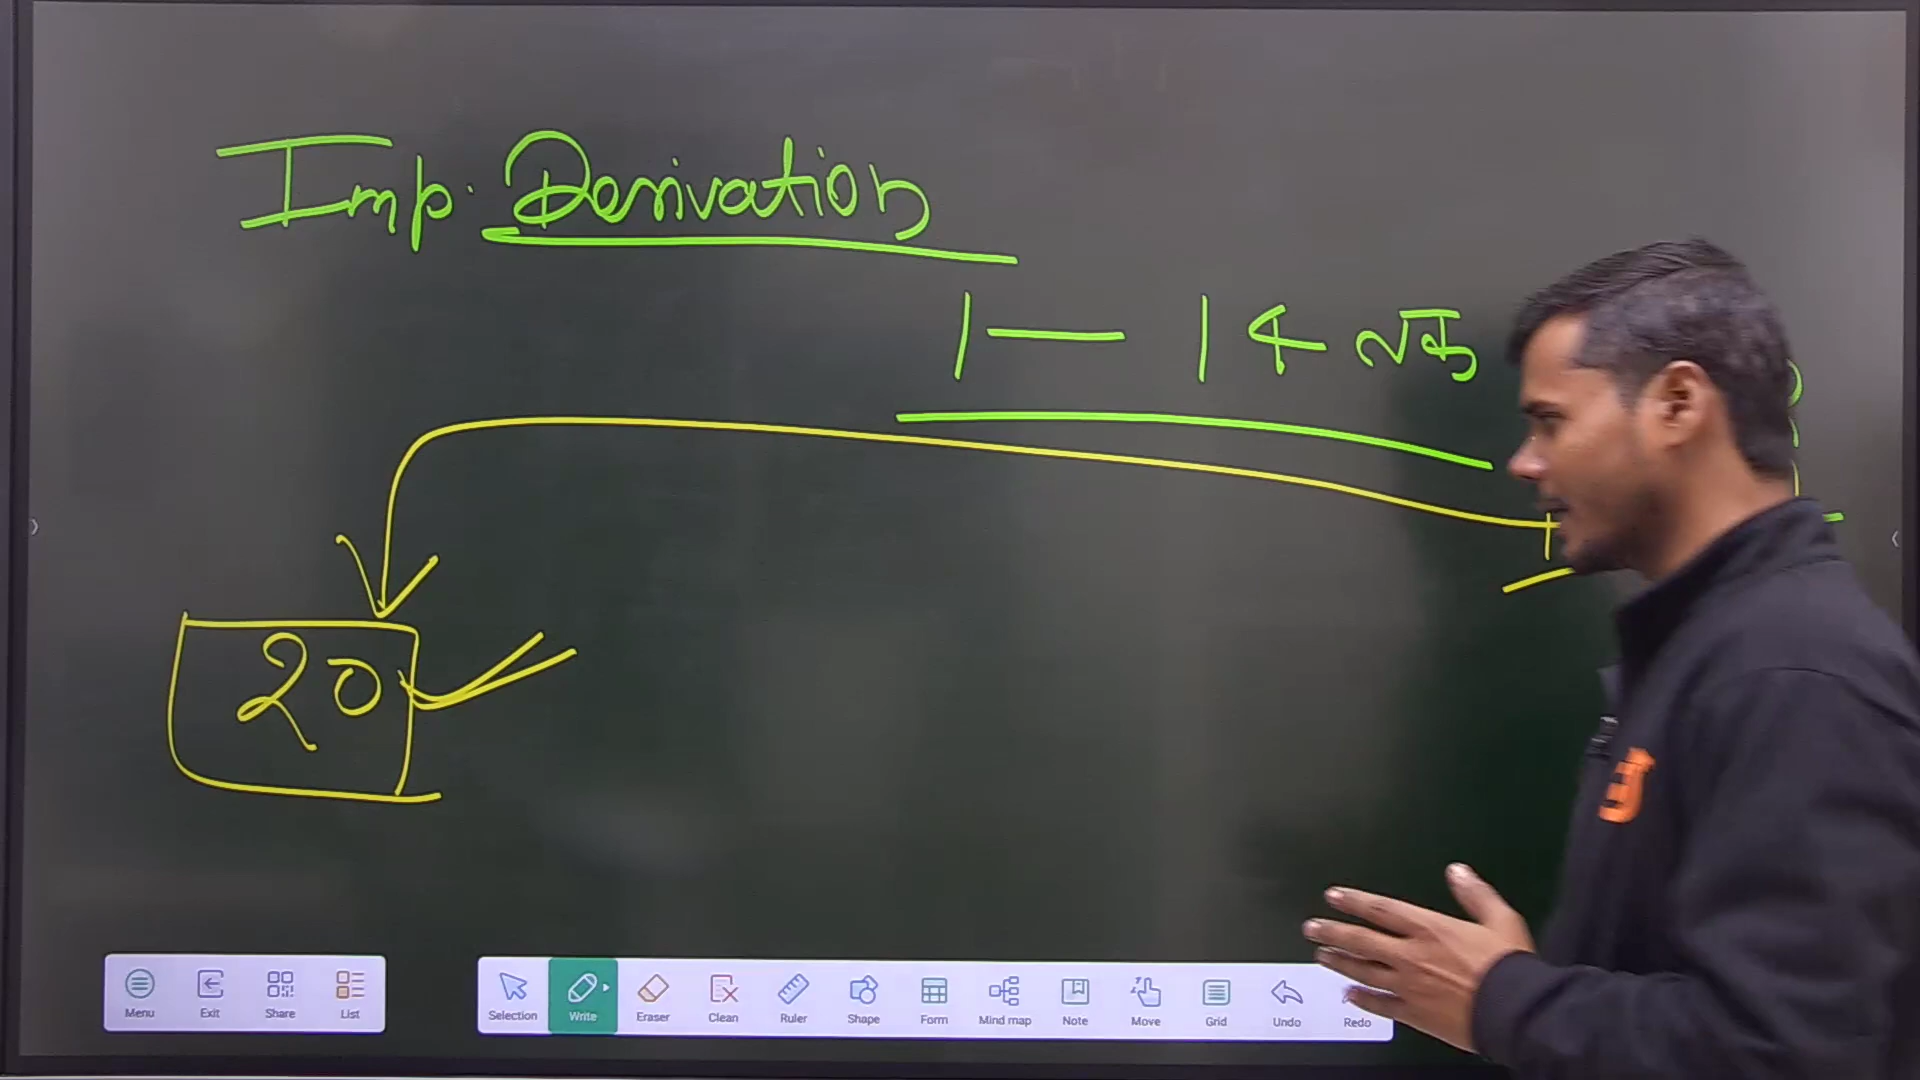 Imp. Derivation
1 — 14 तक
20
Menu Exit Share List
Selection Write Eraser Clean Ruler Shape Form Mind map Note Move Grid Undo Redo